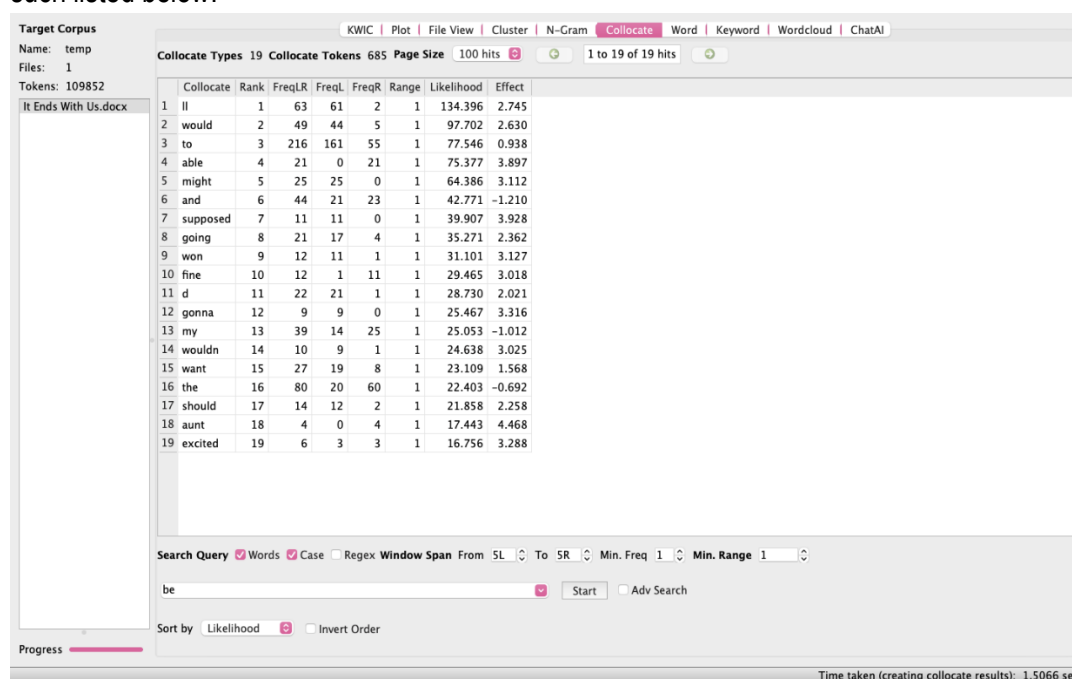 each listed below:
Target Corpus
Name: temp
Files: 1
Tokens: 109852
It Ends With Us.docx
Progress
KWIC Plot File View Cluster N-Gram Collocate Word Keyword Wordcloud ChatAI
Collocate Types 19 Collocate Tokens 685 Page Size 100 hits 1 to 19 of 19 hits
Collocate Rank FreqLR FreqL FreqR Range Likelihood Effect
1 ll 1 63 61 2 1 134.396 2.745
2 would 2 49 44 5 1 97.702 2.630
3 to 3 216 161 55 1 77.546 0.938
4 able 4 21 0 21 1 75.377 3.897
5 might 5 25 25 0 1 64.386 3.112
6 and 6 44 21 23 1 42.771 -1.210
7 supposed 7 11 11 0 1 39.907 3.928
8 going 8 21 17 4 1 35.271 2.362
9 won 9 12 11 1 1 31.101 3.127
10 fine 10 12 1 11 1 29.465 3.018
11 d 11 22 21 1 1 28.730 2.021
12 gonna 12 9 9 0 1 25.467 3.316
13 my 13 39 14 25 1 25.053 -1.012
14 wouldn 14 10 9 1 1 24.638 3.025
15 want 15 27 19 8 1 23.109 1.568
16 the 16 80 20 60 1 22.403 -0.692
17 should 17 14 12 2 1 21.858 2.258
18 aunt 18 4 0 4 1 17.443 4.468
19 excited 19 6 3 3 1 16.756 3.288
Search Query Words Case Regex Window Span From 5L To 5R Min. Freq 1 Min. Range 1
be Start Adv Search
Sort by Likelihood Invert Order
Time taken (creating collocate results): 1.5066 se